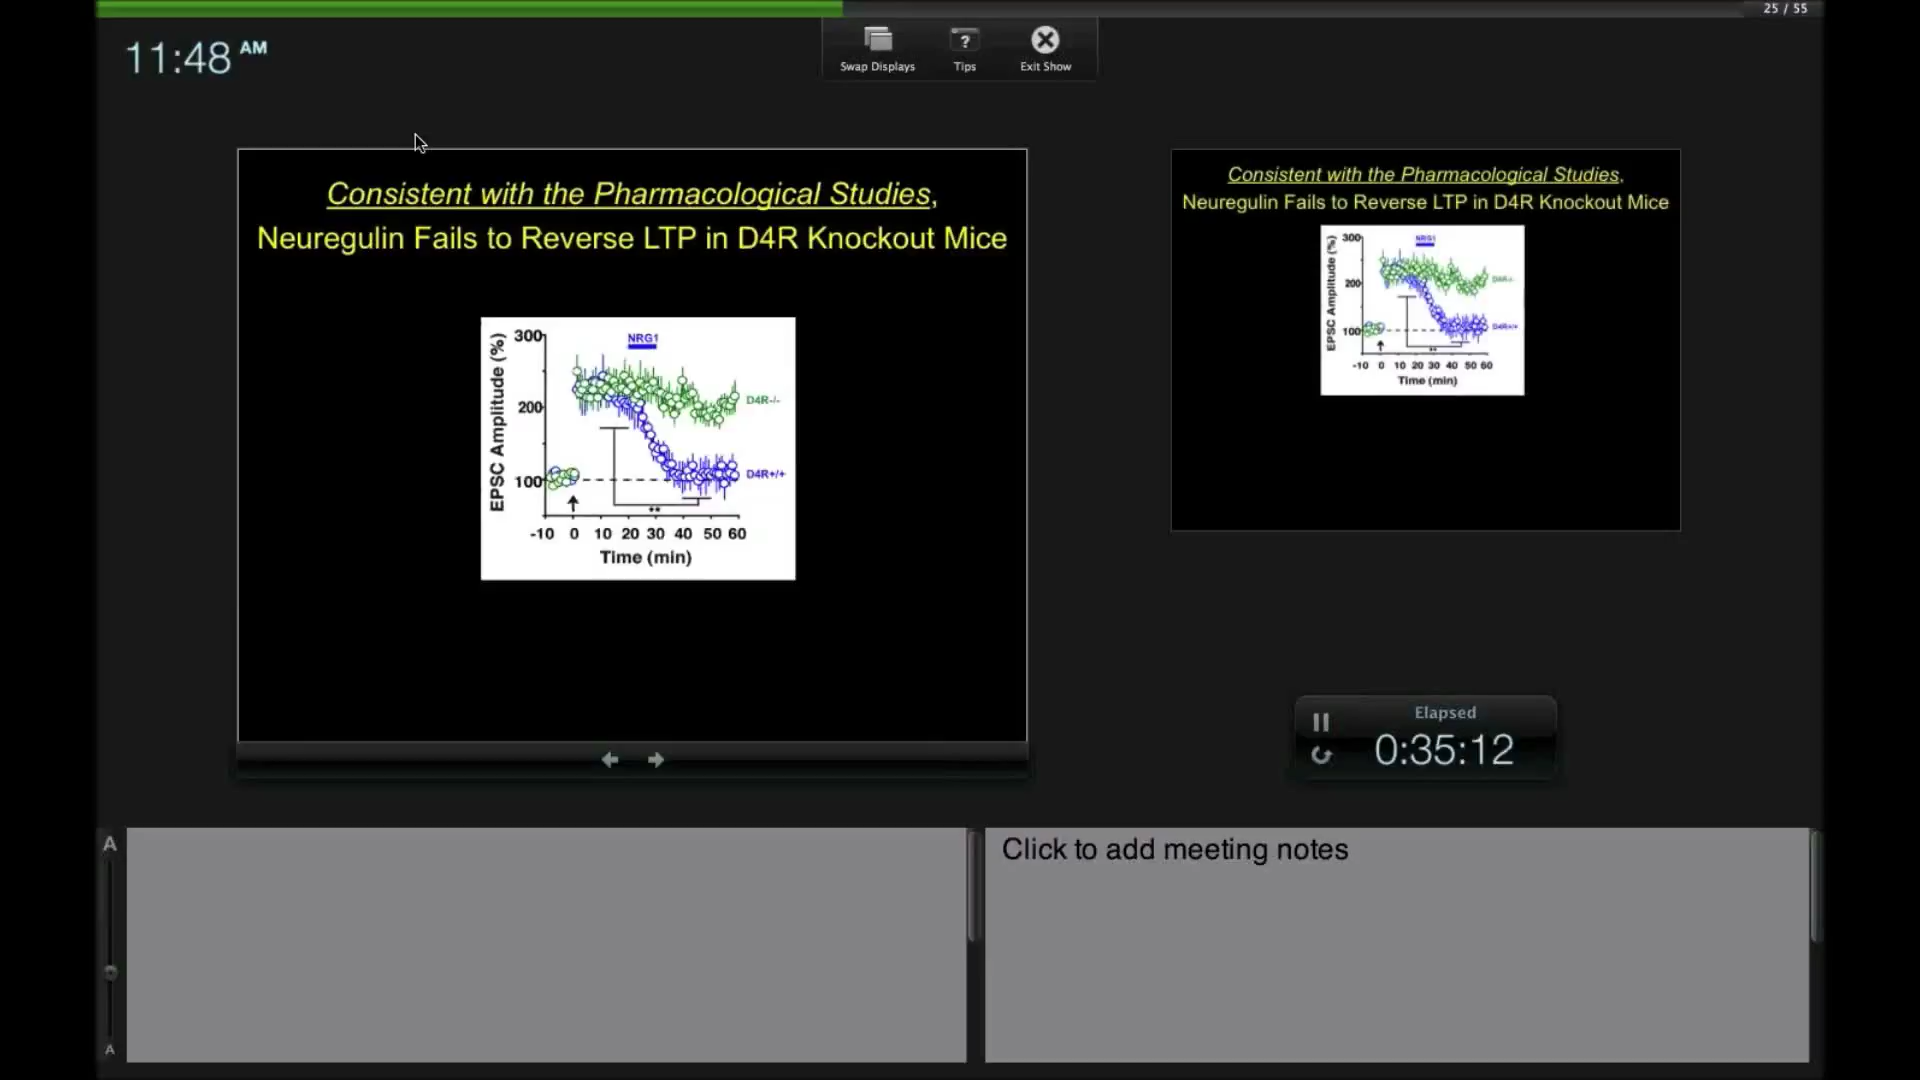 25 / 55
11:48 AM
Swap Displays
Tips
Exit Show
Consistent with the Pharmacological Studies,
Neuregulin Fails to Reverse LTP in D4R Knockout Mice
EPSC Amplitude (%)
300
200
100
NRG1
D4R-/-
D4R+/+
**
-10 0 10 20 30 40 50 60
Time (min)
Consistent with the Pharmacological Studies,
Neuregulin Fails to Reverse LTP in D4R Knockout Mice
EPSC Amplitude (%)
300
200
100
NRG1
D4R-/-
D4R+/+
**
-10 0 10 20 30 40 50 60
Time (min)
Elapsed
0:35:12
A
A
Click to add meeting notes